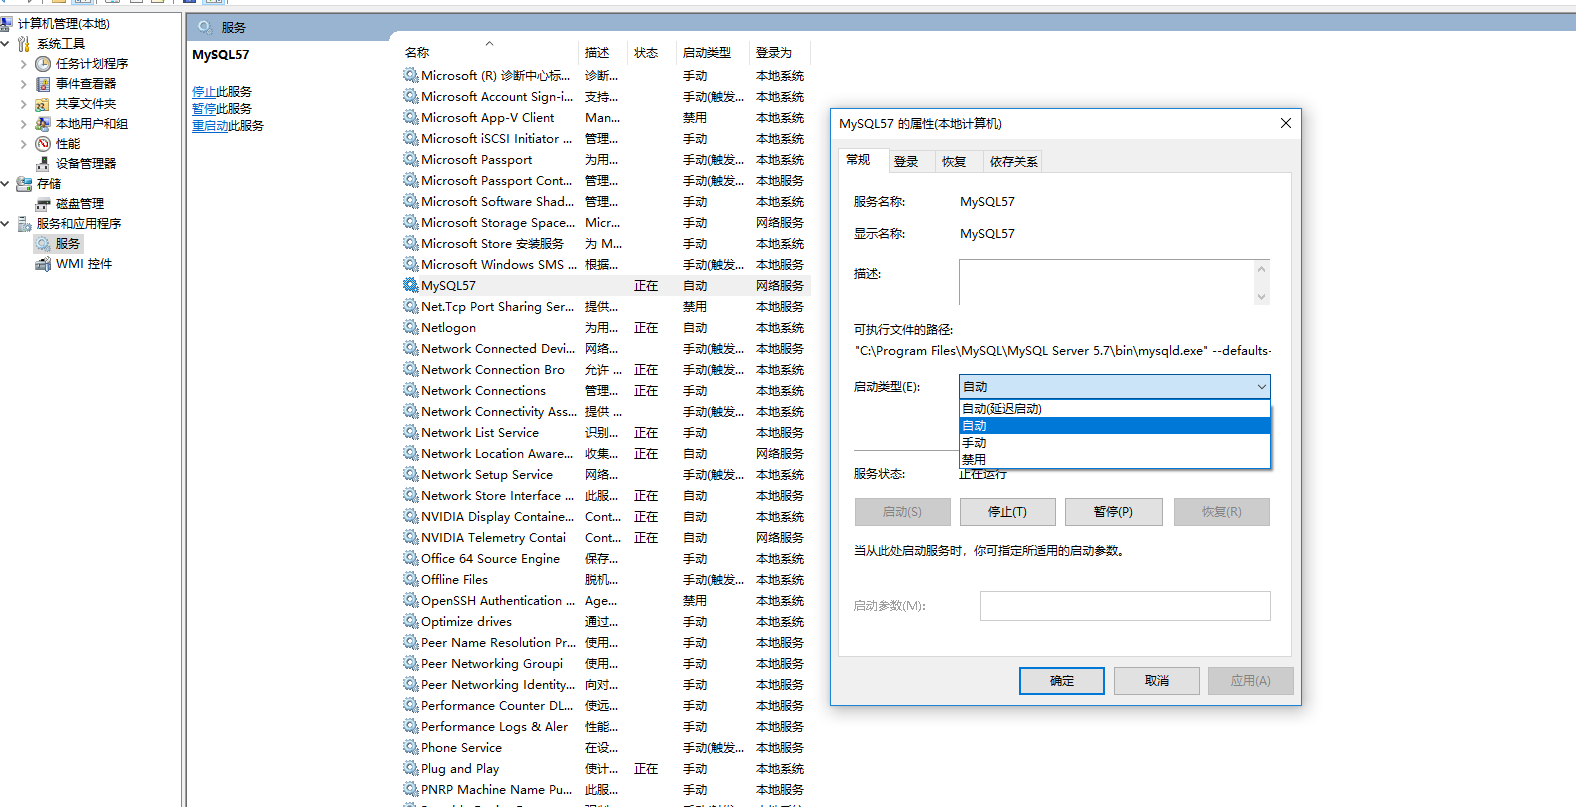 计算机管理(本地)
系统工具
任务计划程序
事件查看器
共享文件夹
本地用户和组
性能
设备管理器
存储
磁盘管理
服务和应用程序
服务
WMI 控件
服务
MySQL57
停止此服务
暂停此服务
重启动此服务
名称 描述 状态 启动类型 登录为
Microsoft (R) 诊断中心标... 诊断... 手动 本地系统
Microsoft Account Sign-i... 支持... 手动(触发... 本地系统
Microsoft App-V Client Man... 禁用 本地系统
Microsoft iSCSI Initiator ... 管理... 手动 本地系统
Microsoft Passport 为用... 手动(触发... 本地系统
Microsoft Passport Cont... 管理... 手动(触发... 本地服务
Microsoft Software Shad... 管理... 手动 本地系统
Microsoft Storage Space... Micr... 手动 网络服务
Microsoft Store 安装服务 为 M... 手动 本地系统
Microsoft Windows SMS ... 根据... 手动(触发... 本地服务
MySQL57 正在 自动 网络服务
Net.Tcp Port Sharing Ser... 提供... 禁用 本地服务
Netlogon 为用... 正在 自动 本地系统
Network Connected Devi... 网络... 手动(触发... 本地服务
Network Connection Bro 允许 ... 正在 手动(触发... 本地系统
Network Connections 管理... 正在 手动 本地系统
Network Connectivity Ass... 提供 ... 手动(触发... 本地系统
Network List Service 识别... 正在 手动 本地服务
Network Location Aware... 收集... 正在 自动 网络服务
Network Setup Service 网络... 手动(触发... 本地系统
Network Store Interface ... 此服... 正在 自动 本地服务
NVIDIA Display Containe... Cont... 正在 自动 本地系统
NVIDIA Telemetry Contai Cont... 正在 自动 网络服务
Office 64 Source Engine 保存... 手动 本地系统
Offline Files 脱机... 手动(触发... 本地系统
OpenSSH Authentication ... Age... 禁用 本地系统
Optimize drives 通过... 手动 本地系统
Peer Name Resolution Pr... 使用... 手动 本地服务
Peer Networking Groupi 使用... 手动 本地服务
Peer Networking Identity... 向对... 手动 本地服务
Performance Counter DL... 使远... 手动 本地服务
Performance Logs & Aler 性能... 手动 本地服务
Phone Service 在设... 手动(触发... 本地服务
Plug and Play 使计... 正在 手动 本地系统
PNRP Machine Name Pu... 此服... 手动 本地服务
MySQL57 的属性(本地计算机)
常规 登录 恢复 依存关系
服务名称: MySQL57
显示名称: MySQL57
描述:
可执行文件的路径:
"C:\Program Files\MySQL\MySQL Server 5.7\bin\mysqld.exe" --defaults-
启动类型(E): 自动
自动(延迟启动)
自动
手动
禁用
服务状态: 正在运行
启动(S) 停止(T) 暂停(P) 恢复(R)
当从此处启动服务时，你可指定所适用的启动参数。
启动参数(M):
确定 取消 应用(A)